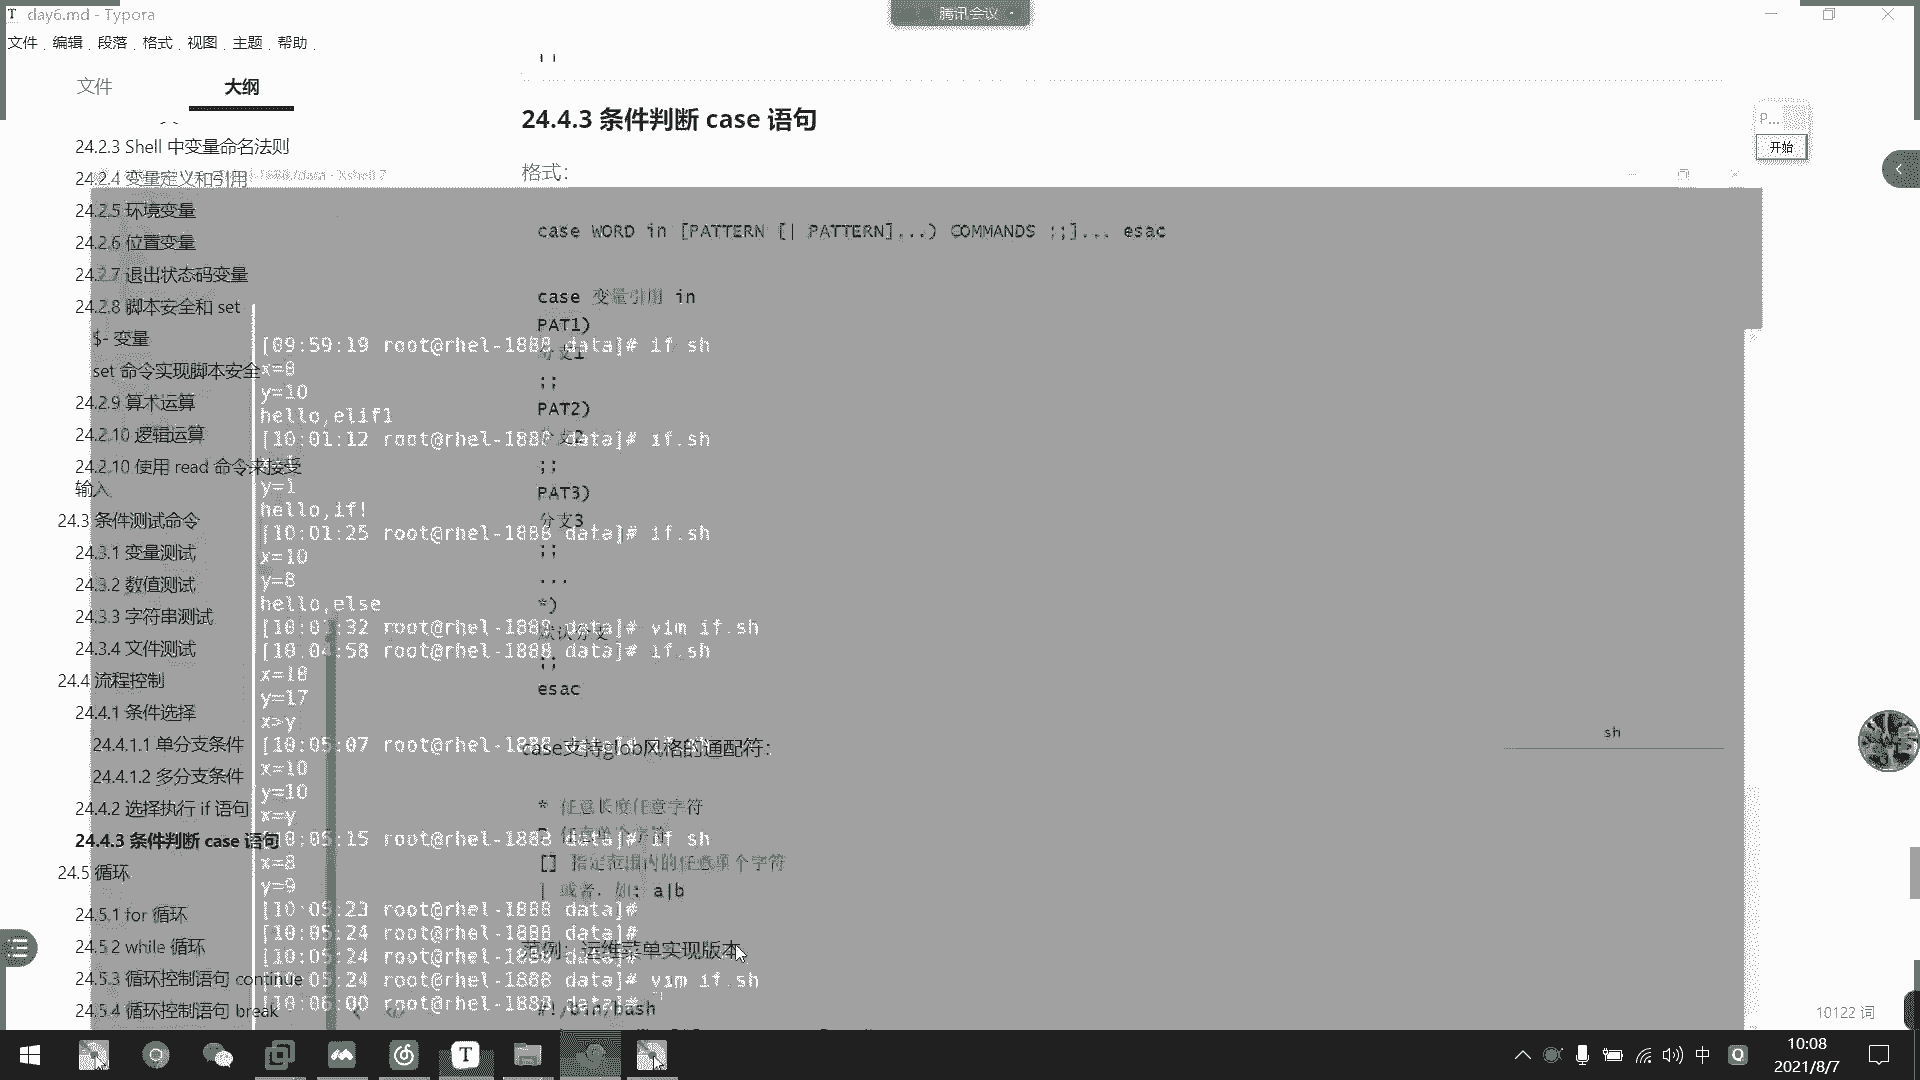 day6.md - Typora
腾讯会议
文件 编辑 段落 格式 视图 主题 帮助
文件
大纲
24.2.3 Shell 中变量命名法则
24.2.4 变量定义和引用
24.2.5 环境变量
24.2.6 位置变量
24.2.7 退出状态码变量
24.2.8 脚本安全和 set
$- 变量
set 命令实现脚本安全
24.2.9 算术运算
24.2.10 逻辑运算
24.2.10 使用 read 命令来接受
输入
24.3 条件测试命令
24.3.1 变量测试
24.3.2 数值测试
24.3.3 字符串测试
24.3.4 文件测试
24.4 流程控制
24.4.1 条件选择
24.4.1.1 单分支条件
24.4.1.2 多分支条件
24.4.2 选择执行 if 语句
24.4.3 条件判断 case 语句
24.5 循环
24.5.1 for 循环
24.5.2 while 循环
24.5.3 循环控制语句 continue
24.5.4 循环控制语句 break
24.4.3 条件判断 case 语句
格式:
case WORD in [PATTERN [| PATTERN]...) COMMANDS ;;]... esac
case 变量引用 in
PAT1)
分支1
;;
PAT2)
分支2
;;
PAT3)
分支3
;;
...
*)
默认分支
;;
esac
case支持glob风格的通配符:
* 任意长度任意字符
[] 指定范围内的任意单个字符
| 或者, 如: a|b
范例: 运维菜单实现版本
#!/bin/bash
[09:59:19 root@rhel-1888 data]# if.sh
x=8
y=10
hello,elif1
[10:01:12 root@rhel-1888 data]# if.sh
y=1
hello,if!
[10:01:25 root@rhel-1888 data]# if.sh
x=10
y=8
hello,else
root@rhel-1888 data]# vim if.sh
[10:04:58 root@rhel-1888 data]# if.sh
x=18
y=17
x>y
[10:05:07 root@rhel-1888 data]# if.sh
x=10
y=10
x=y
[10:05:15 root@rhel-1888 data]# if.sh
x=8
y=9
[10:05:23 root@rhel-1888 data]#
[10:05:24 root@rhel-1888 data]#
[10:05:24 root@rhel-1888 data]#
[10:05:24 root@rhel-1888 data]# vim if.sh
[10:06:00 root@rhel-1888 data]#
P...
开始
sh
10122 词
中
10:08
2021/8/7